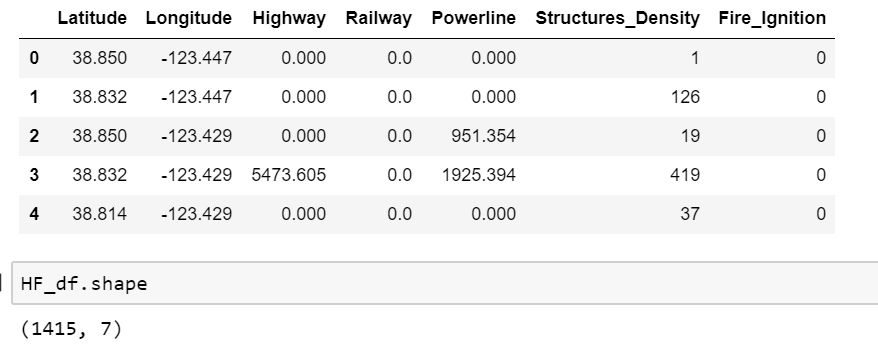 Latitude Longitude Highway Railway Powerline Structures_Density Fire_Ignition
0 38.850 -123.447 0.000 0.0 0.000 1 0
1 38.832 -123.447 0.000 0.0 0.000 126 0
2 38.850 -123.429 0.000 0.0 951.354 19 0
3 38.832 -123.429 5473.605 0.0 1925.394 419 0
4 38.814 -123.429 0.000 0.0 0.000 37 0
HF_df.shape
(1415, 7)